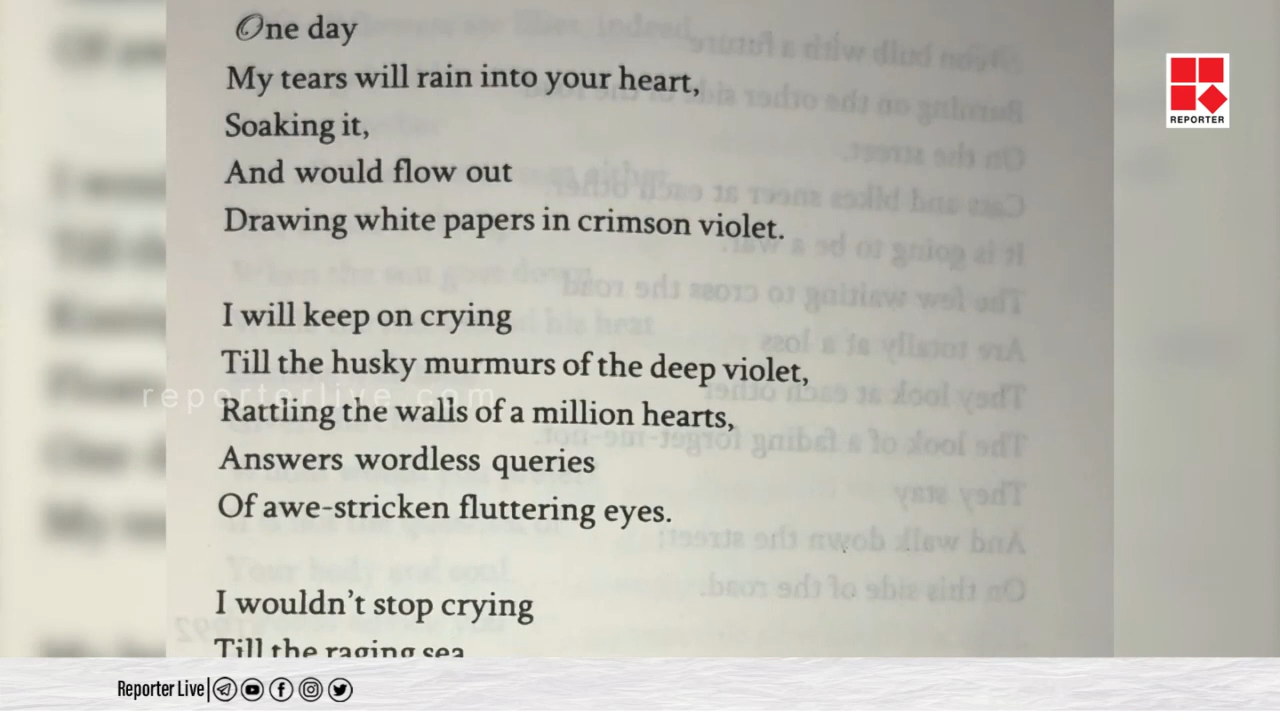 One day
My tears will rain into your heart,
Soaking it,
And would flow out
Drawing white papers in crimson violet.
I will keep on crying
Till the husky murmurs of the deep violet,
reporterlive.com
Rattling the walls of a million hearts,
Answers wordless queries
Of awe-stricken fluttering eyes.
I wouldn't stop crying
Till the raging sea
REPORTER
Reporter Live|